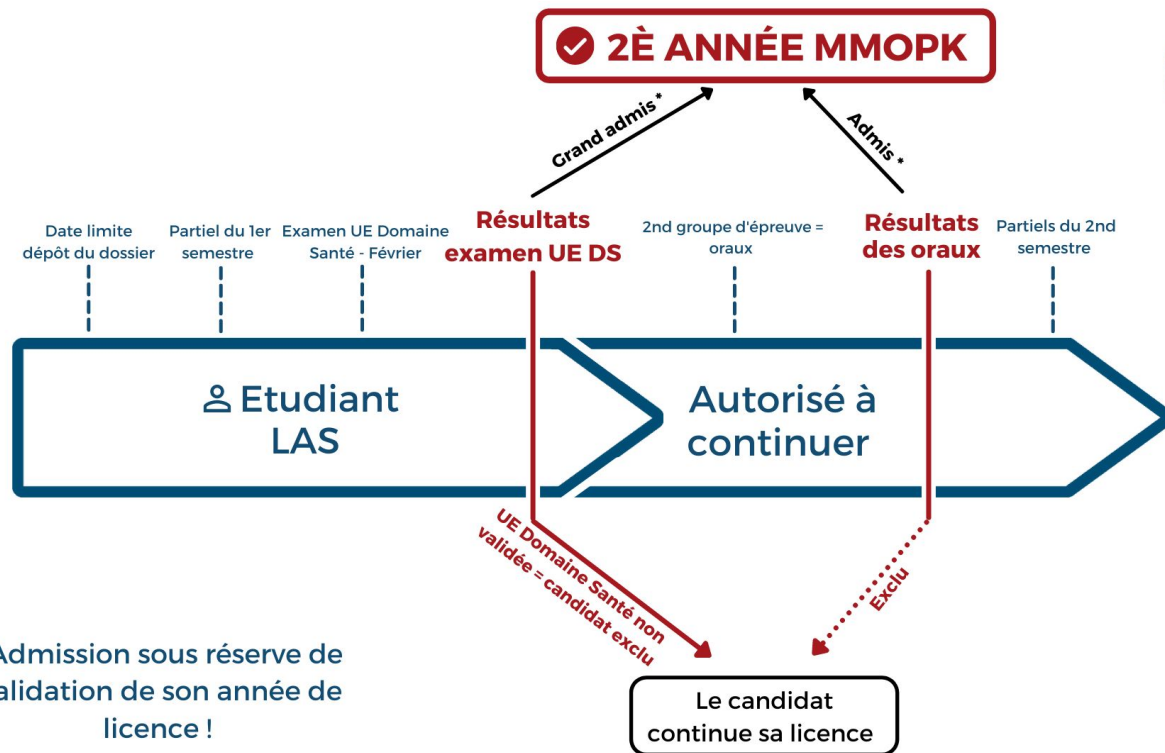 2È ANNÉE MMOPK
Grand admis *
Admis *
Date limite
dépôt du dossier
Partiel du 1er
semestre
Examen UE Domaine
Santé - Février
Résultats
examen UE DS
2nd groupe d'épreuve =
oraux
Résultats
des oraux
Partiels du 2nd
semestre
Etudiant
LAS
Autorisé à
continuer
UE Domaine Santé non
validée = candidat exclu
Exclu
Admission sous réserve de
alidation de son année de
licence !
Le candidat
continue sa licence